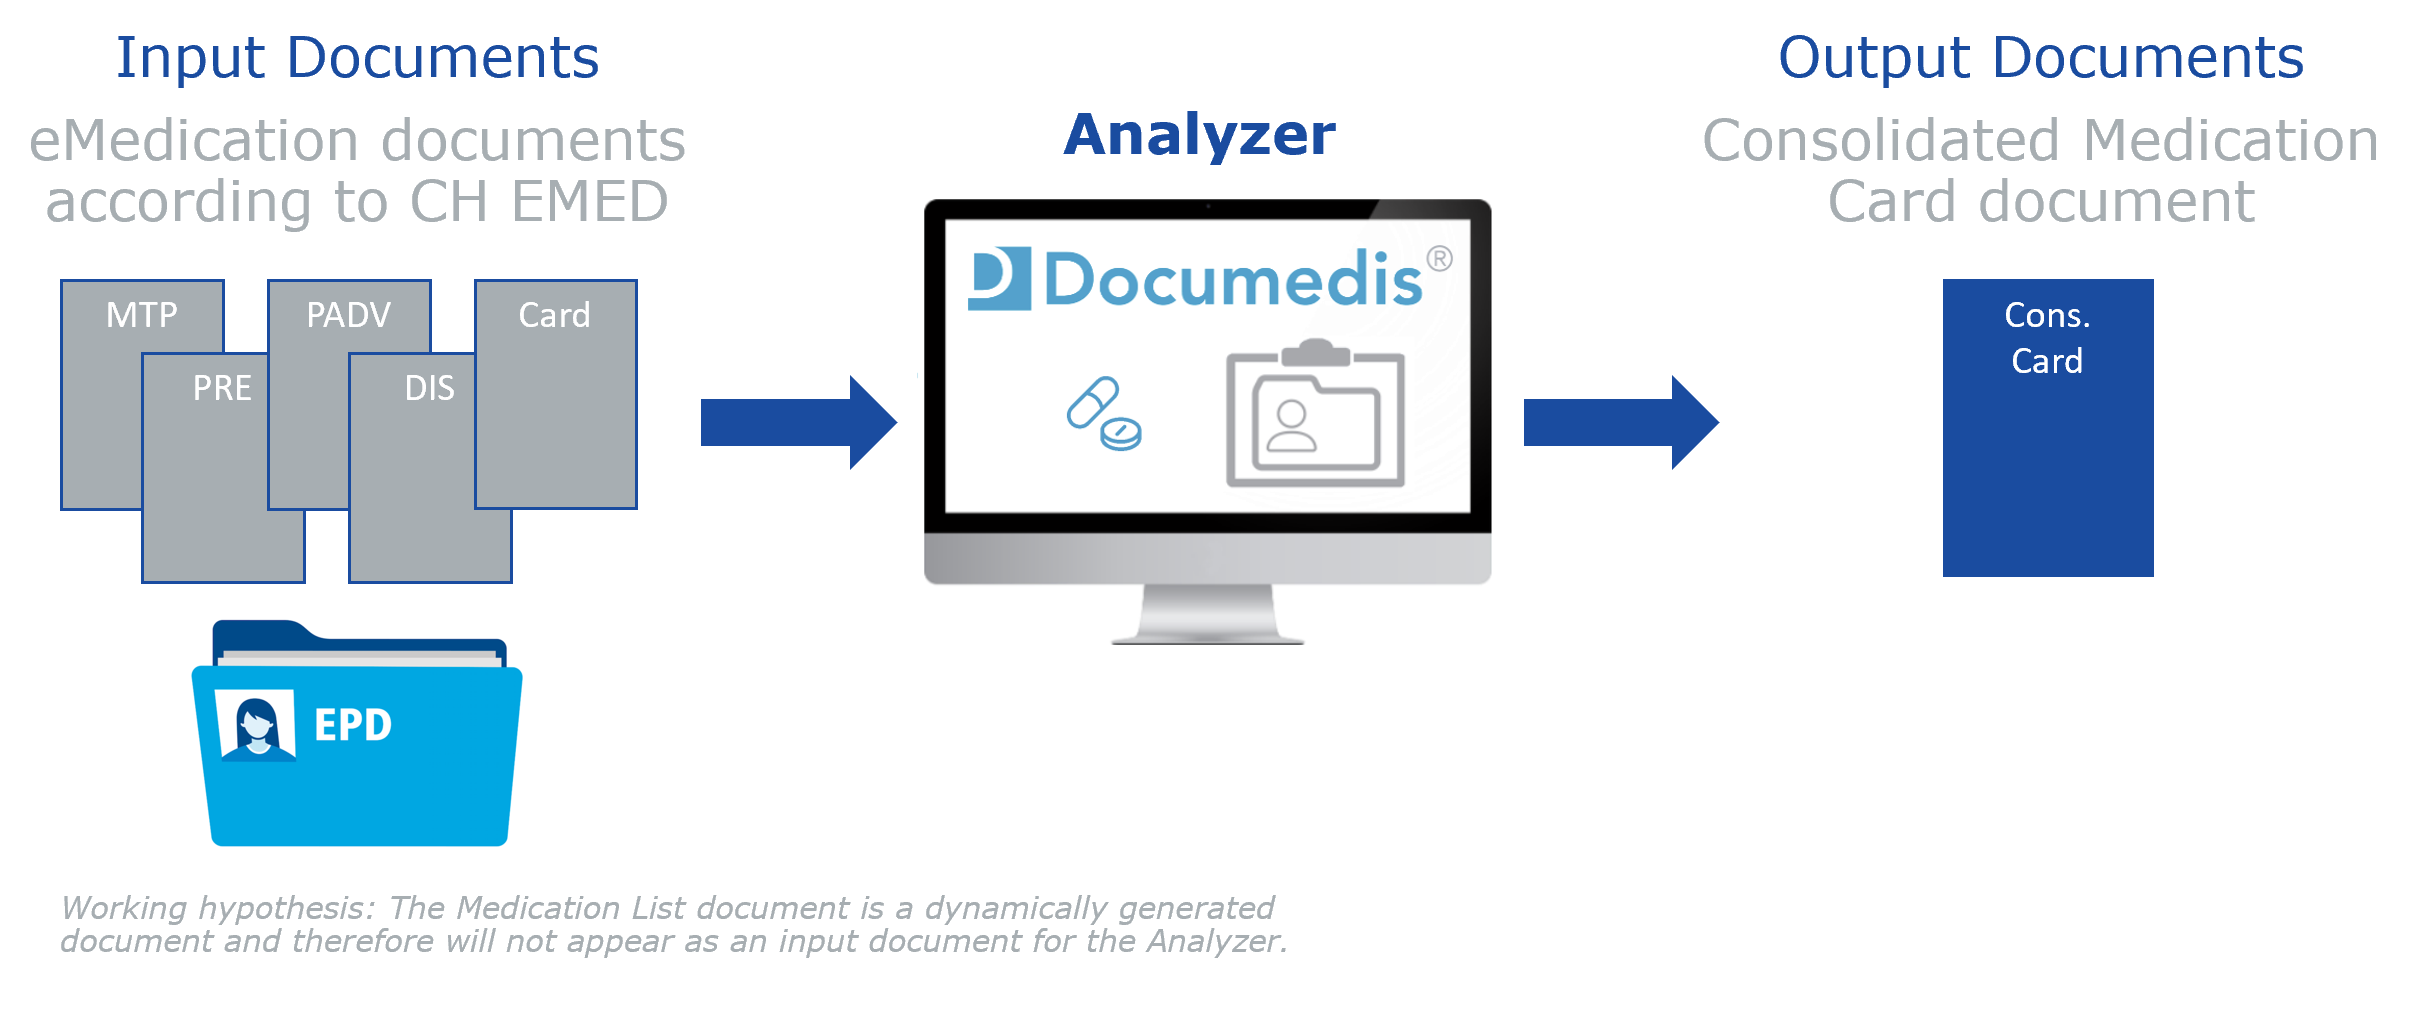 Input Documents
eMedication documents
according to CH EMED
MTP
PADV
Card
PRE
DIS
EPD
Analyzer
Documedis®
Output Documents
Consolidated Medication
Card document
Cons.
Card
Working hypothesis: The Medication List document is a dynamically generated
document and therefore will not appear as an input document for the Analyzer.